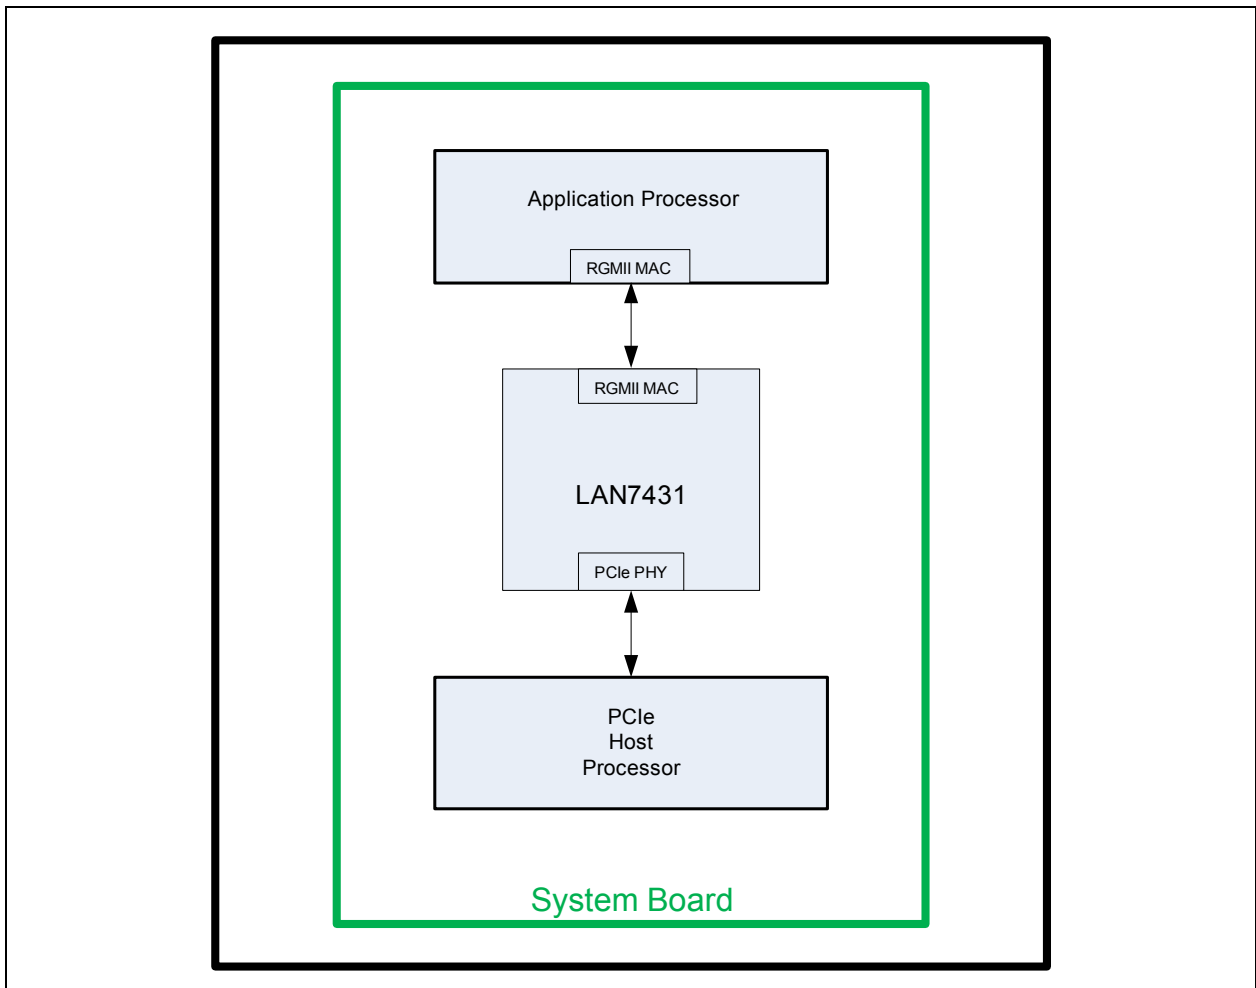 Application Processor
RGMII MAC
RGMII MAC
LAN7431
PCIe PHY
PCIe
Host
Processor
System Board